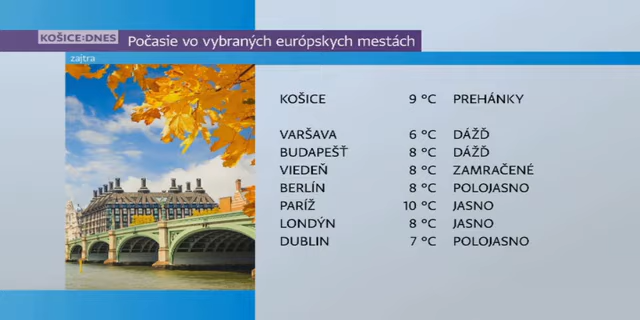 KOŠICE:DNES
Počasie vo vybraných európskych mestách
zajtra
KOŠICE 9 °C PREHÁNKY
VARŠAVA 6 °C DÁŽĎ
BUDAPEŠŤ 8 °C DÁŽĎ
VIEDEŇ 8 °C ZAMRAČENÉ
BERLÍN 8 °C POLOJASNO
PARÍŽ 10 °C JASNO
LONDÝN 8 °C JASNO
DUBLIN 7 °C POLOJASNO